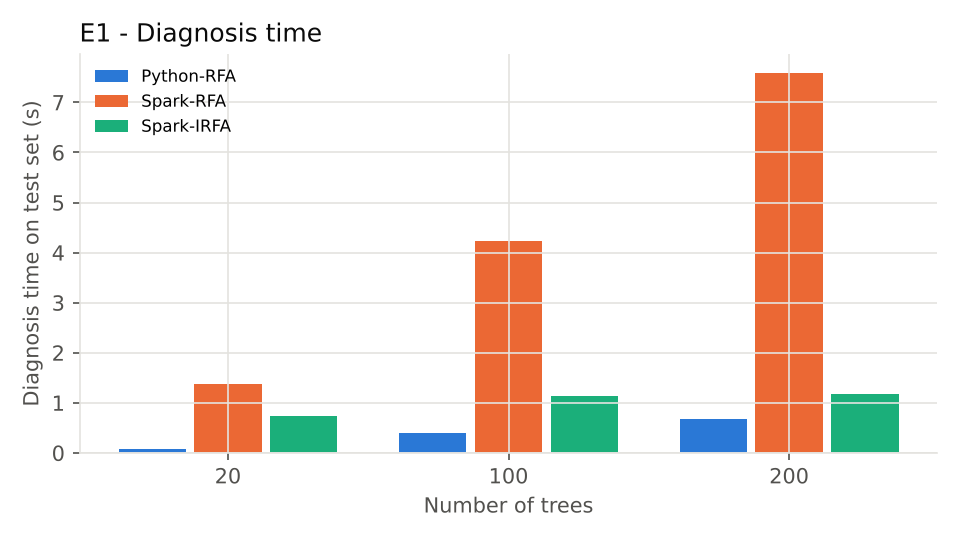 E1 - Diagnosis time
Python-RFA
Spark-RFA
Spark-IRFA
Diagnosis time on test set (s)
7
6
5
4
3
2
1
0
20 100 200
Number of trees